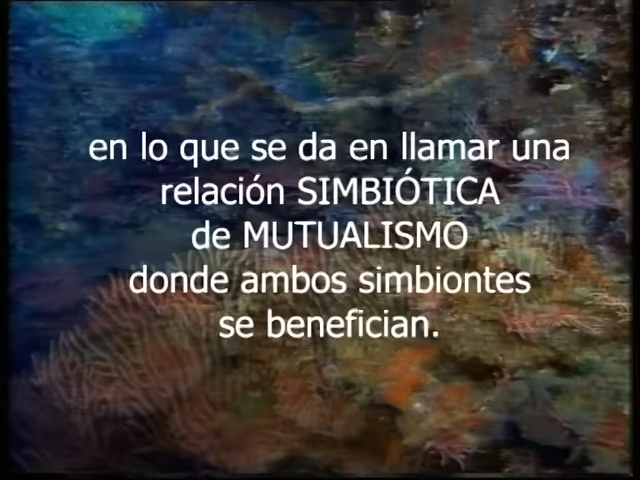 en lo que se da en llamar una
relación SIMBIÓTICA
de MUTUALISMO
donde ambos simbiontes
se benefician.